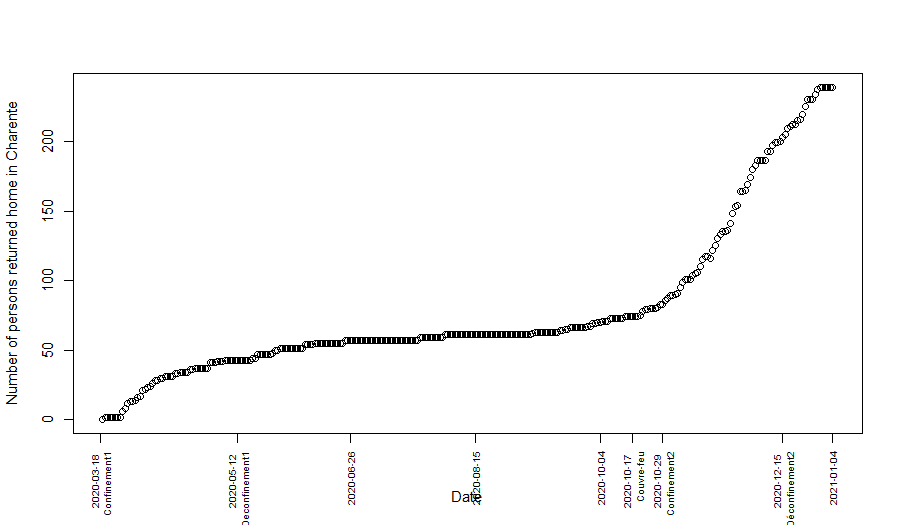 Number of persons returned home in Charente
200
150
100
50
0
2020-03-18
Confinement1
2020-05-12
Déconfinement1
2020-06-26
2020-08-15
2020-10-04
2020-10-17
Couvre-feu
2020-10-29
Confinement2
2020-12-15
Déconfinement2
2021-01-04
Date